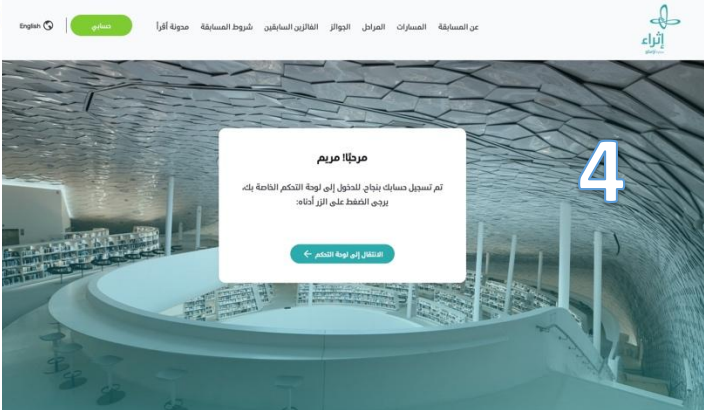 إثراء
عن المسابقة المسارات المراحل الجوائز الفائزين السابقين شروط المسابقة مدونة أقرأ
حسابي
English
4
مرحبًا! مريم
تم تسجيل حسابك بنجاح. للدخول إلى لوحة التحكم الخاصة بك،
يرجى الضغط على الزر أدناه:
الانتقال إلى لوحة التحكم ←